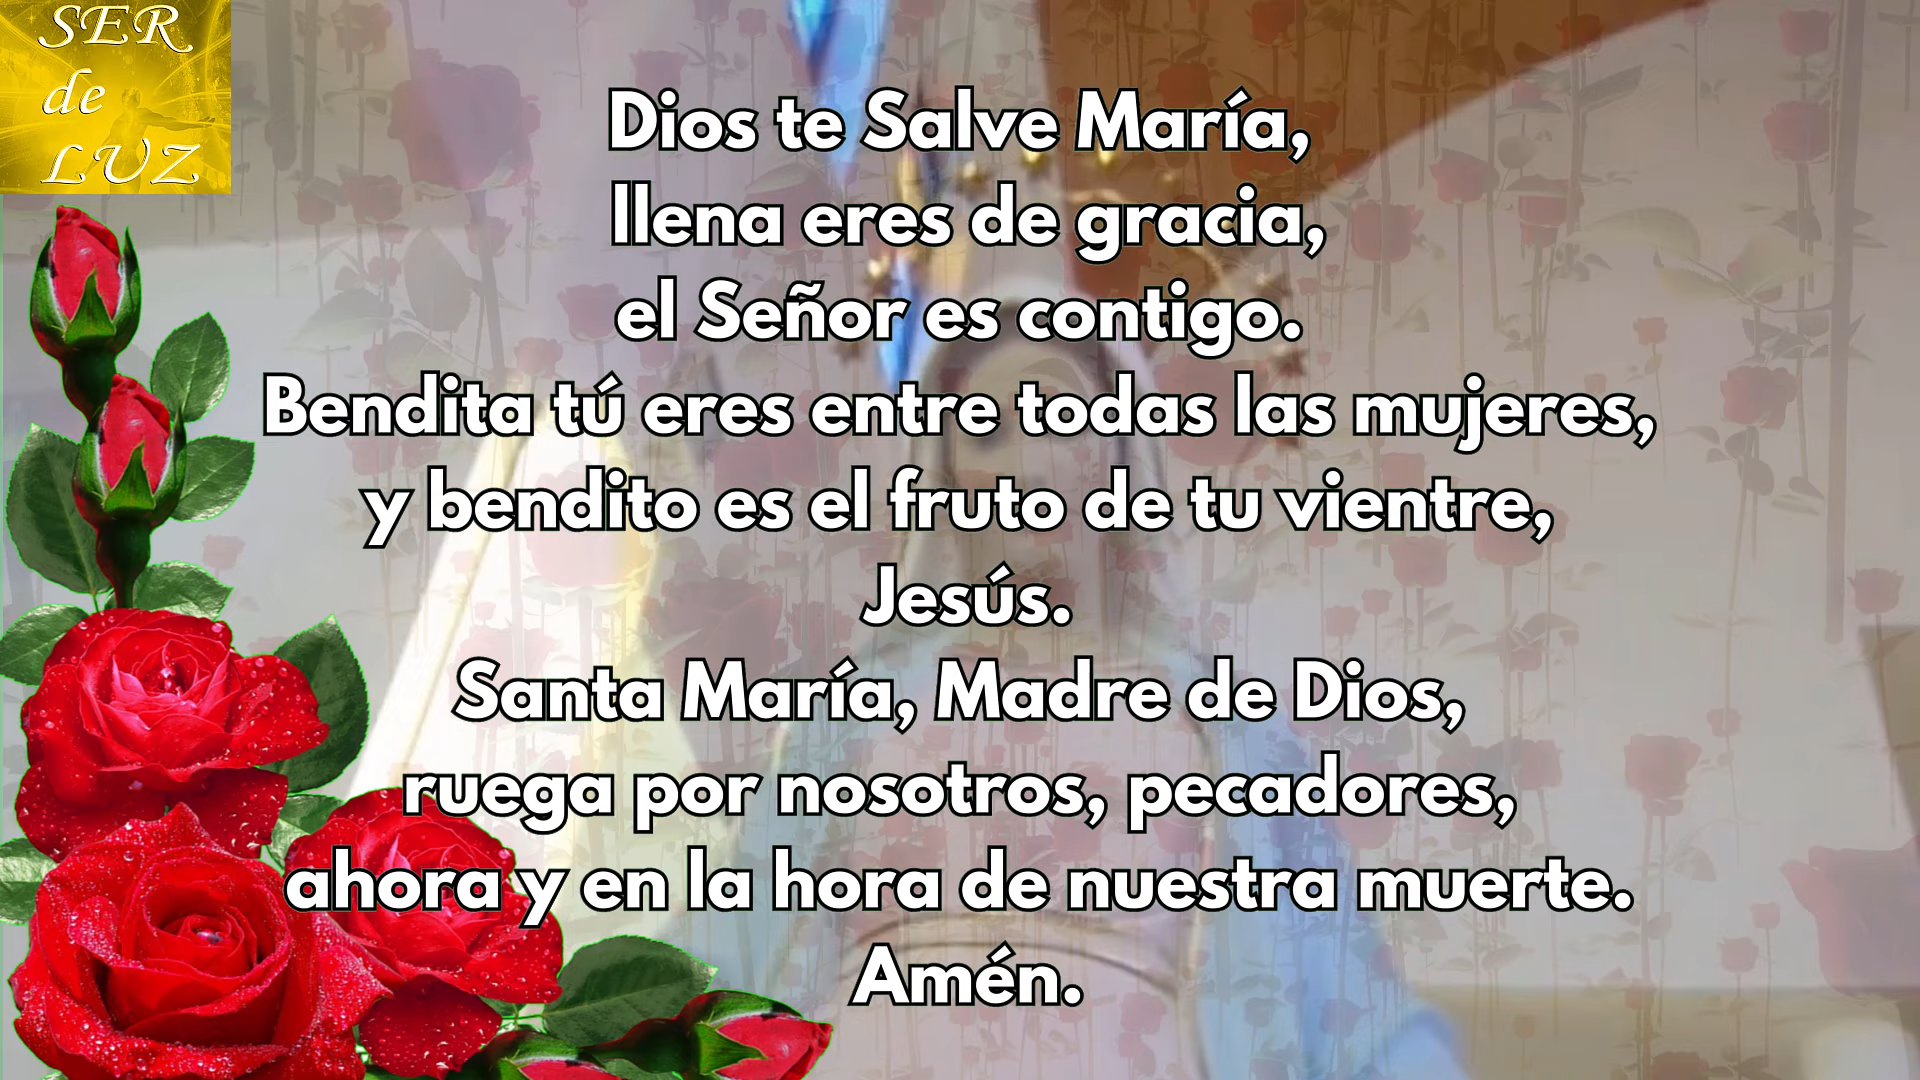 SER
de
LUZ
Dios te Salve María,
llena eres de gracia,
el Señor es contigo.
Bendita tú eres entre todas las mujeres,
y bendito es el fruto de tu vientre,
Jesús.
Santa María, Madre de Dios,
ruega por nosotros, pecadores,
ahora y en la hora de nuestra muerte.
Amén.